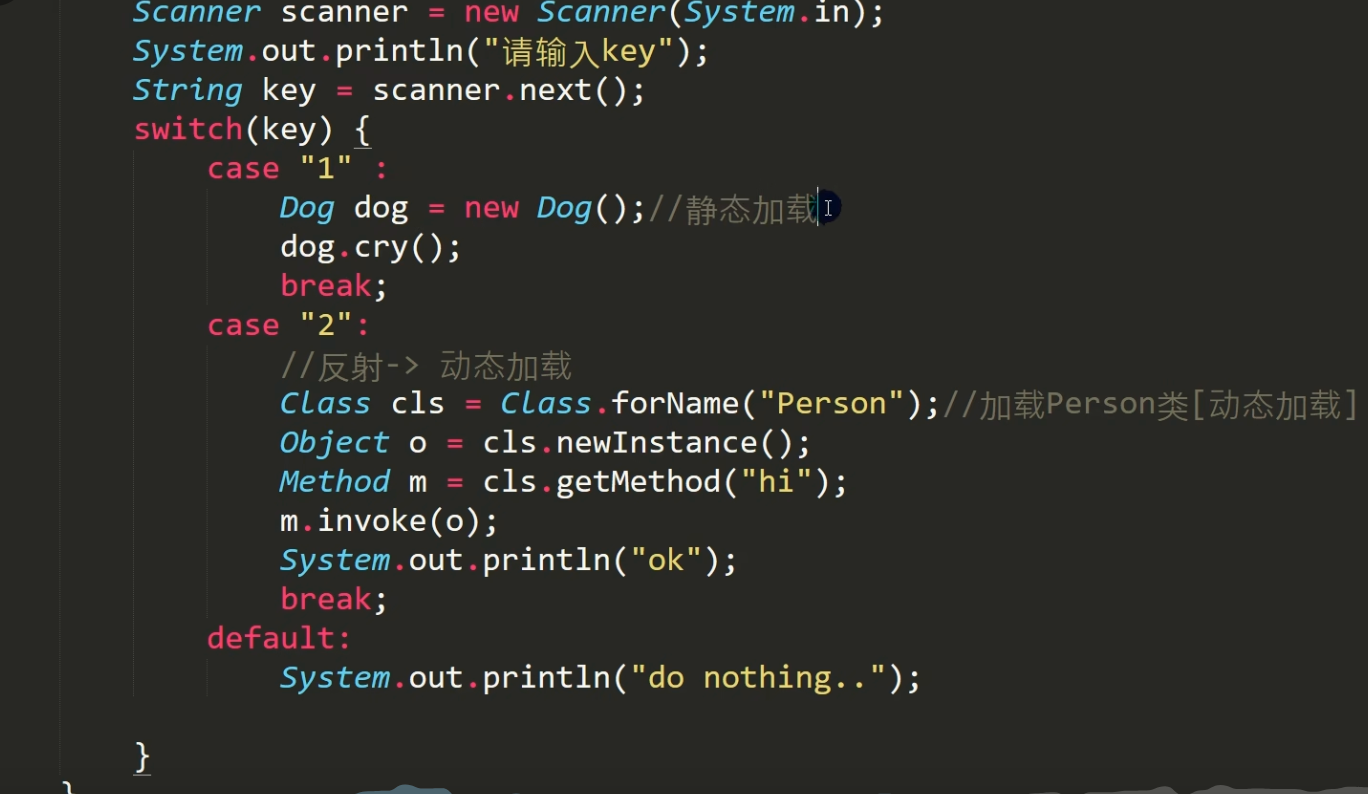 Scanner scanner = new Scanner(System.in);
System.out.println("请输入key");
String key = scanner.next();
switch(key) {
case "1" :
Dog dog = new Dog();//静态加载
dog.cry();
break;
case "2":
//反射-> 动态加载
Class cls = Class.forName("Person");//加载Person类[动态加载]
Object o = cls.newInstance();
Method m = cls.getMethod("hi");
m.invoke(o);
System.out.println("ok");
break;
default:
System.out.println("do nothing..");
}
}